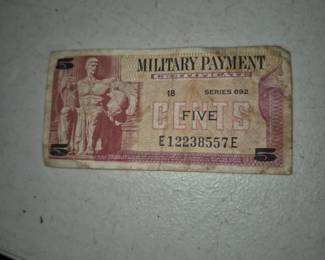 5 MILITARY PAYMENT
18 SERIES 692
CENTS
FIVE
E12238557E
5 5